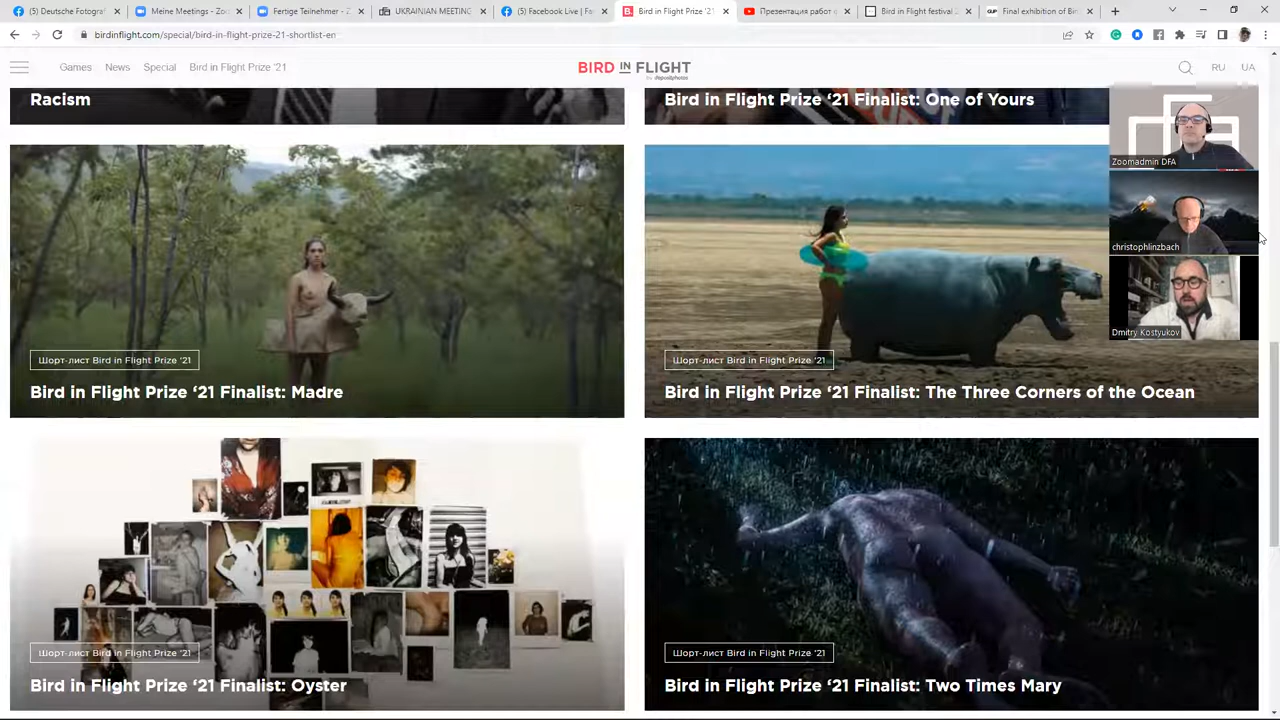 (5) Deutsche Fotograf
Meine Meetings - Zo
Fertige Teilnehmer - Z
UKRAINIAN MEETING
(5) Facebook Live | Fa
Bird in Flight Prize '21
Презентация работ
Bird in Flight festival 2
Final exhibition of Bir
birdinflight.com/special/bird-in-flight-prize-21-shortlist-en
Games
News
Special
Bird in Flight Prize '21
BIRD IN FLIGHT
by depositphotos
RU
UA
Racism
Bird in Flight Prize ‘21 Finalist: One of Yours
Zoomadmin DFA
christophlinzbach
Dmitry Kostyukov
Шорт-лист Bird in Flight Prize ’21
Bird in Flight Prize ‘21 Finalist: Madre
Шорт-лист Bird in Flight Prize ’21
Bird in Flight Prize ‘21 Finalist: The Three Corners of the Ocean
Шорт-лист Bird in Flight Prize ’21
Bird in Flight Prize ‘21 Finalist: Oyster
Шорт-лист Bird in Flight Prize ’21
Bird in Flight Prize ‘21 Finalist: Two Times Mary